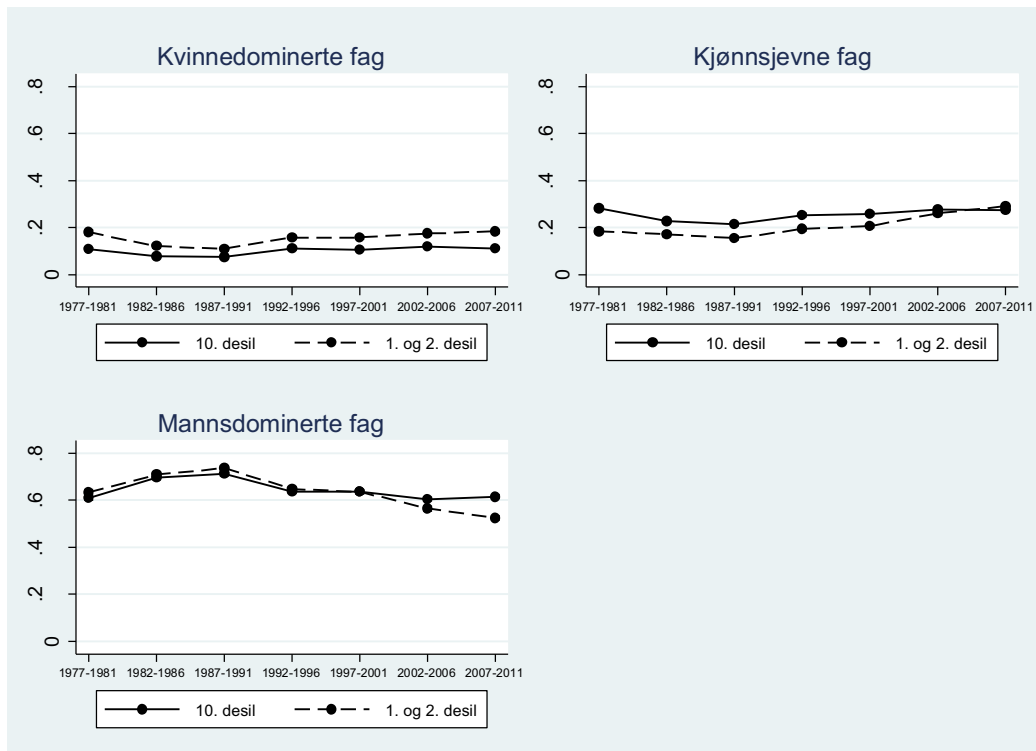 Kvinnedominerte fag
.8
.6
.4
.2
0
1977-1981 1982-1986 1987-1991 1992-1996 1997-2001 2002-2006 2007-2011
10. desil 1. og 2. desil
Kjønnsjevne fag
.8
.6
.4
.2
0
1977-1981 1982-1986 1987-1991 1992-1996 1997-2001 2002-2006 2007-2011
10. desil 1. og 2. desil
Mannsdominerte fag
.8
.6
.4
.2
0
1977-1981 1982-1986 1987-1991 1992-1996 1997-2001 2002-2006 2007-2011
10. desil 1. og 2. desil